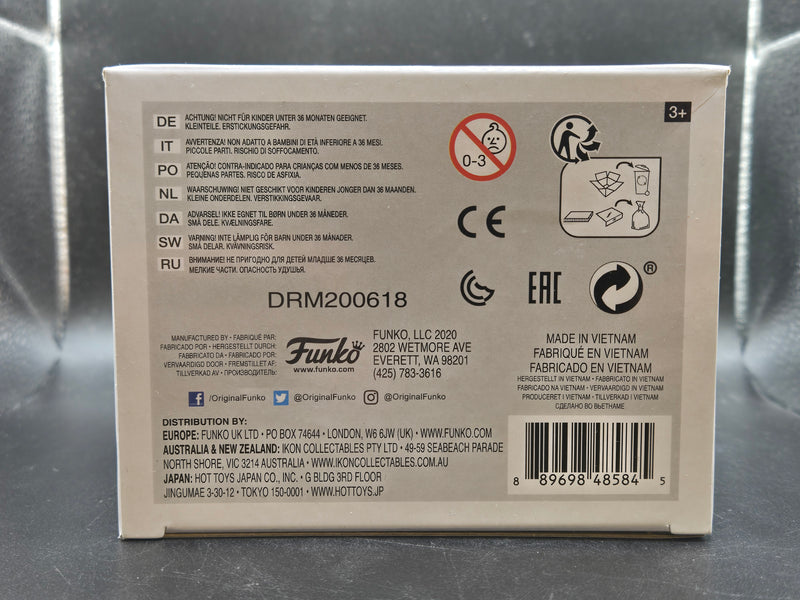 3+
DE ACHTUNG! NICHT FÜR KINDER UNTER 36 MONATEN GEEIGNET.
KLEINTEILE. ERSTICKUNGSGEFAHR.
IT AVVERTENZA! NON ADATTO A BAMBINI DI ETÀ INFERIORE A 36 MESI.
PICCOLE PARTI. RISCHIO DI SOFFOCAMENTO.
PO ATENÇÃO! CONTRA-INDICADO PARA CRIANÇAS COM MENOS DE 36 MESES.
PEQUENAS PARTES. RISCO DE ASFIXIA.
NL WAARSCHUWING! NIET GESCHIKT VOOR KINDEREN JONGER DAN 36 MAANDEN.
KLEINE ONDERDELEN. VERSTIKKINGSGEVAAR.
DA ADVARSEL! IKKE EGNET TIL BØRN UNDER 36 MÅNEDER.
SMÅ DELE. KVÆLNINGSFARE.
SW VARNING! INTE LÄMPLIG FÖR BARN UNDER 36 MÅNADER.
SMÅ DELAR. KVÄVNINGSRISK.
RU ВНИМАНИЕ! НЕ ПРИГОДНО ДЛЯ ДЕТЕЙ МЛАДШЕ 36 МЕСЯЦЕВ.
МЕЛКИЕ ЧАСТИ. ОПАСНОСТЬ УДУШЬЯ.
0-3
CE
EAC
®
DRM200618
MANUFACTURED BY • FABRIQUÉ PAR:
FABRICADO POR • HERGESTELLT DURCH:
FABBRICATO DA • FABRICADO POR:
VERVAARDIGD DOOR • FREMSTILLET AF:
TILLVERKAD AV • ПРОИЗВОДИТЕЛЬ:
Funko
www.funko.com
FUNKO, LLC 2020
2802 WETMORE AVE
EVERETT, WA 98201
(425) 783-3616
MADE IN VIETNAM
FABRIQUÉ EN VIETNAM
FABRICADO EN VIETNAM
HERGESTELLT IN VIETNAM • FABBRICATO IN VIETNAM
FABRICADO NA VIETNAM • VERVAARDIGD IN VIETNAM
PRODUCERET I VIETNAM • TILLVERKAD I VIETNAM
СДЕЛАНО ВО ВЬЕТНАМЕ
/OriginalFunko @OriginalFunko @OriginalFunko
DISTRIBUTION BY:
EUROPE: FUNKO UK LTD • PO BOX 74644 • LONDON, W6 6JW (UK) • WWW.FUNKO.COM
AUSTRALIA & NEW ZEALAND: IKON COLLECTABLES PTY LTD • 49-59 SEABEACH PARADE
NORTH SHORE, VIC 3214 AUSTRALIA • WWW.IKONCOLLECTABLES.COM.AU
JAPAN: HOT TOYS JAPAN CO., INC. • G BLDG 3RD FLOOR
JINGUMAE 3-30-12 • TOKYO 150-0001 • WWW.HOTTOYS.JP
8 89698 48584 5